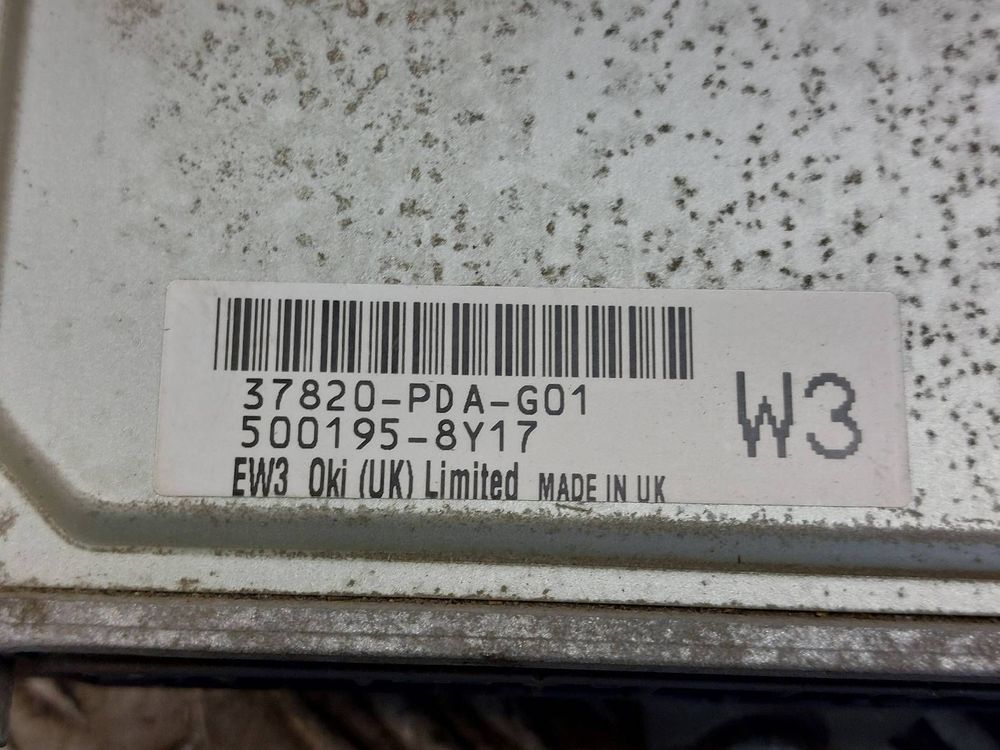 37820-PDA-G01
500195-8Y17
W3
EW3 Oki (UK) Limited MADE IN UK